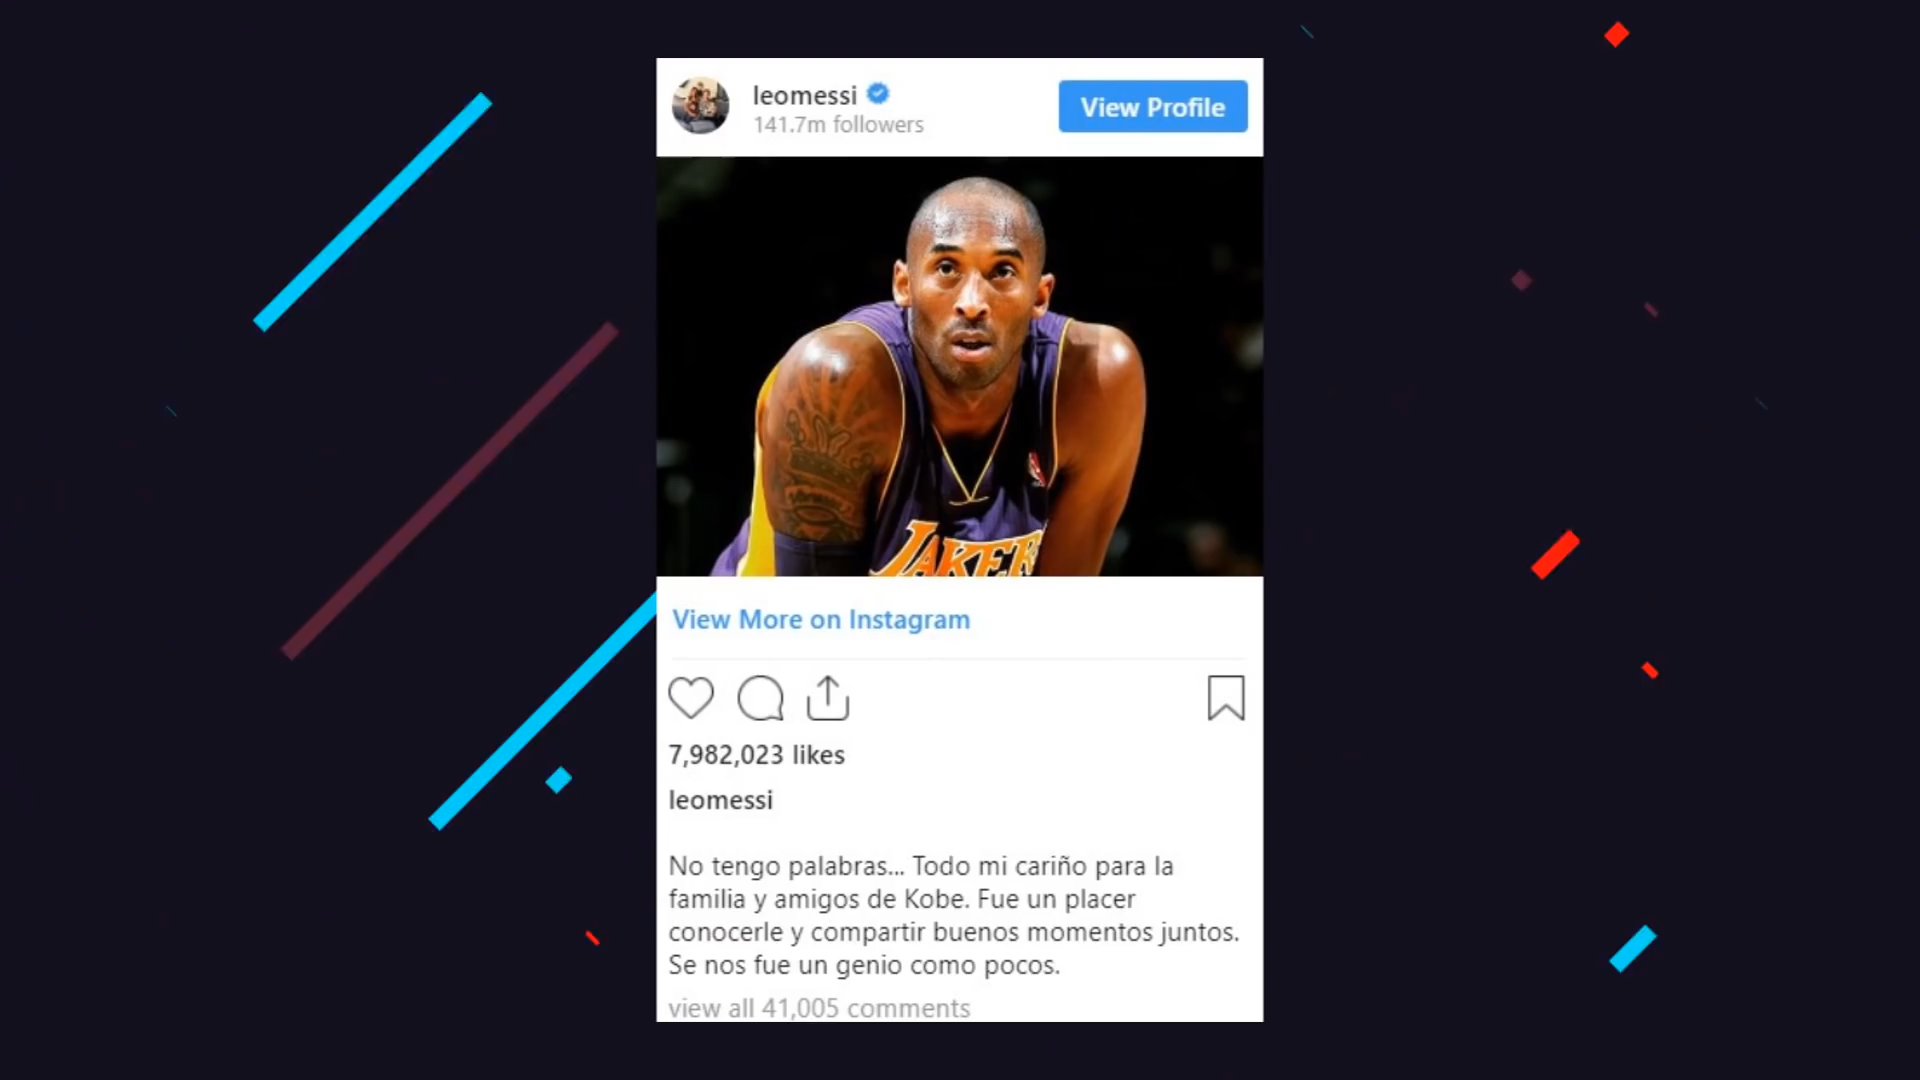 leomessi
141.7m followers
View Profile
LAKERS
View More on Instagram
7,982,023 likes
leomessi
No tengo palabras... Todo mi cariño para la
familia y amigos de Kobe. Fue un placer
conocerle y compartir buenos momentos juntos.
Se nos fue un genio como pocos.
view all 41,005 comments